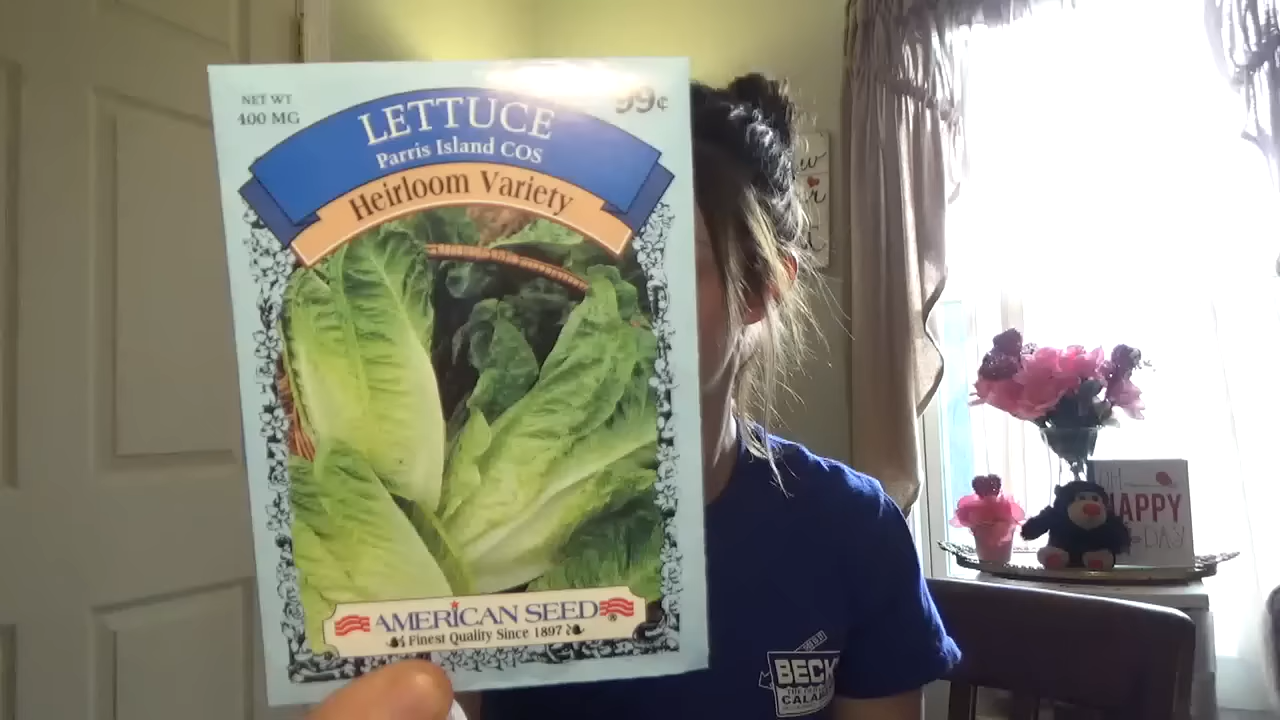 NET WT
400 MG
99¢
LETTUCE
Parris Island COS
Heirloom Variety
AMERICAN SEED®
Finest Quality Since 1897
BECK
CALA
HAPPY
DAY